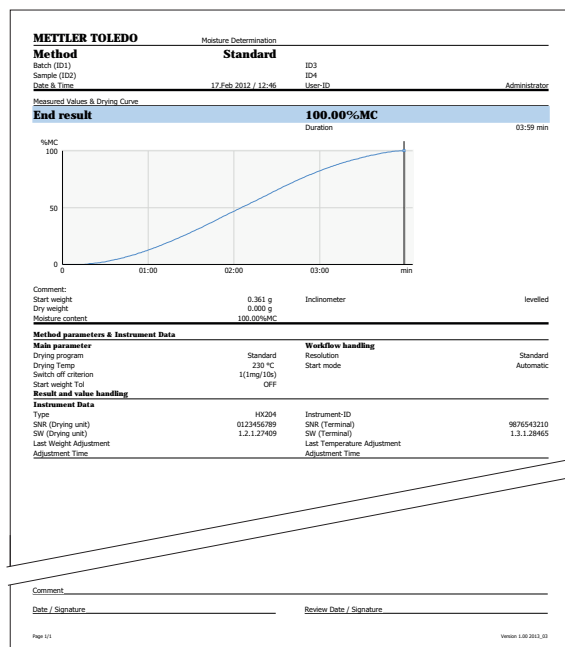 METTLER TOLEDO Moisture Determination
Method Standard
Batch (ID1) ID3
Sample (ID2) ID4
Date & Time 17.Feb 2012 / 12:46 User-ID Administrator
Measured Values & Drying Curve
End result 100.00%MC
Duration 03:59 min
%MC
100
50
0
0 01:00 02:00 03:00 min
Comment:
Start weight 0.361 g Inclinometer levelled
Dry weight 0.000 g
Moisture content 100.00%MC
Method parameters & Instrument Data
Main parameter Workflow handling
Drying program Standard Resolution Standard
Drying Temp 230 °C Start mode Automatic
Switch off criterion 1(1mg/10s)
Start weight Tol OFF
Result and value handling
Instrument Data
Type HX204 Instrument-ID
SNR (Drying unit) 0123456789 SNR (Terminal) 9876543210
SW (Drying unit) 1.2.1.27409 SW (Terminal) 1.3.1.28465
Last Weight Adjustment Last Temperature Adjustment
Adjustment Time Adjustment Time
Comment
Date / Signature Review Date / Signature
Page 1/1 Version 1.00 2013_03